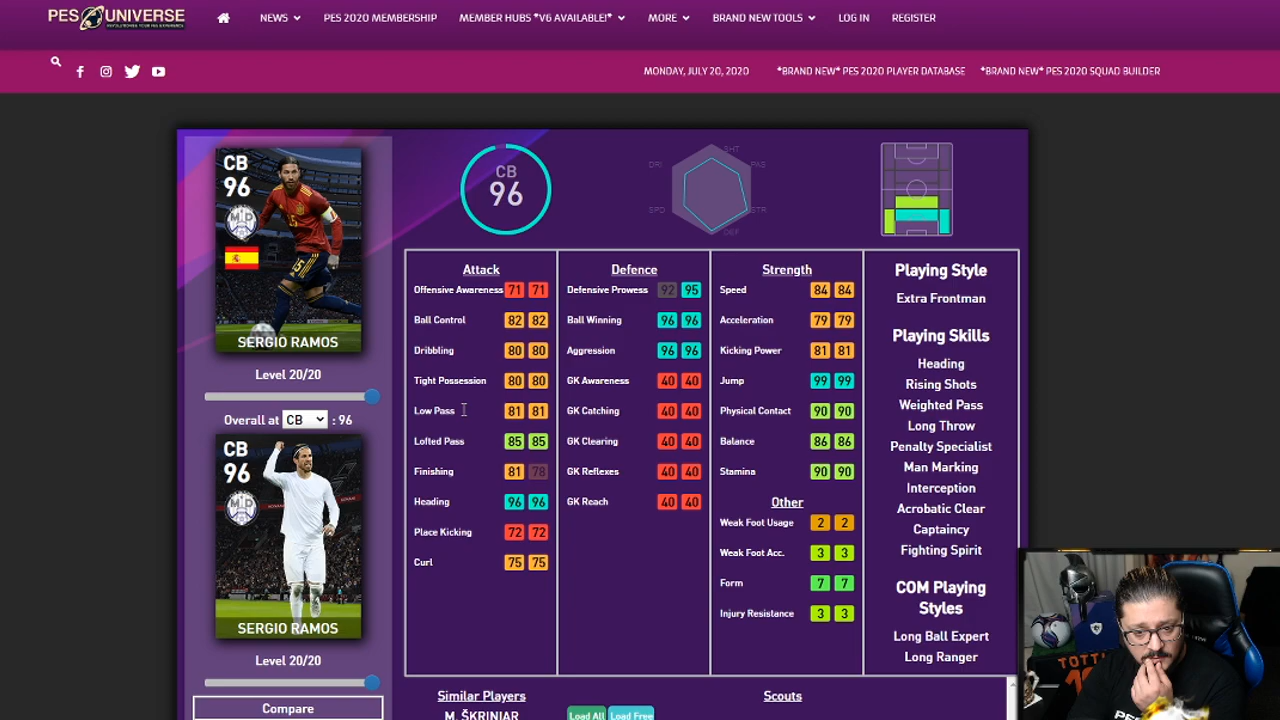 PES UNIVERSE
NEWS PES 2020 MEMBERSHIP MEMBER HUBS *V6 AVAILABLE!* MORE BRAND NEW TOOLS LOG IN REGISTER
MONDAY, JULY 20, 2020 *BRAND NEW* PES 2020 PLAYER DATABASE *BRAND NEW* PES 2020 SQUAD BUILDER
CB
96
SERGIO RAMOS
Level 20/20
Overall at CB : 96
CB
96
SERGIO RAMOS
Level 20/20
Compare
CB
96
SHT
PAS
STR
DEF
SPD
DRI
Attack
Offensive Awareness 71 71
Ball Control 82 82
Dribbling 80 80
Tight Possession 80 80
Low Pass 81 81
Lofted Pass 85 85
Finishing 81 78
Heading 96 96
Place Kicking 72 72
Curl 75 75
Defence
Defensive Prowess 92 95
Ball Winning 96 96
Aggression 96 96
GK Awareness 40 40
GK Catching 40 40
GK Clearing 40 40
GK Reflexes 40 40
GK Reach 40 40
Strength
Speed 84 84
Acceleration 79 79
Kicking Power 81 81
Jump 99 99
Physical Contact 90 90
Balance 86 86
Stamina 90 90
Other
Weak Foot Usage 2 2
Weak Foot Acc. 3 3
Form 7 7
Injury Resistance 3 3
Playing Style
Extra Frontman
Playing Skills
Heading
Rising Shots
Weighted Pass
Long Throw
Penalty Specialist
Man Marking
Interception
Acrobatic Clear
Captaincy
Fighting Spirit
COM Playing
Styles
Long Ball Expert
Long Ranger
Similar Players
M. ŠKRINIAR
Scouts
Load All Load Free
TOTTI
PES UNIVERSE